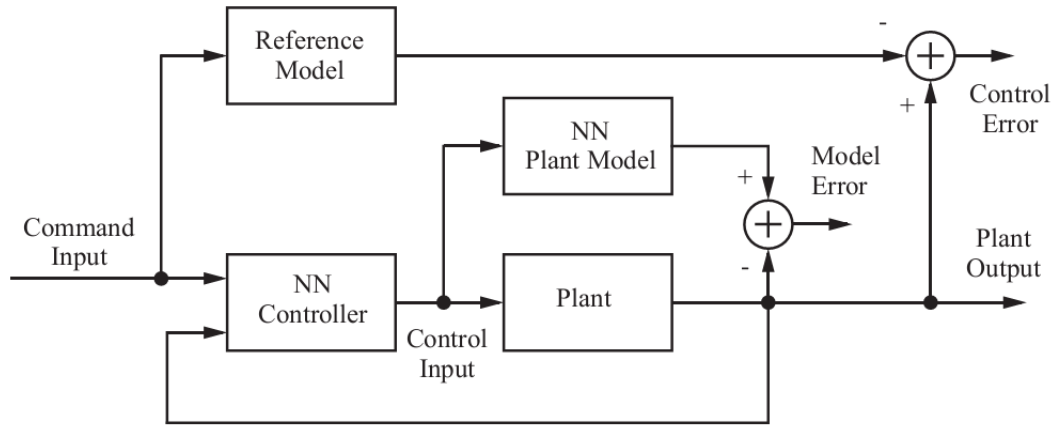 Reference
Model
-
+
Control
Error
NN
Plant Model
+
Model
Error
-
Command
Input
NN
Controller
Control
Input
Plant
Plant
Output